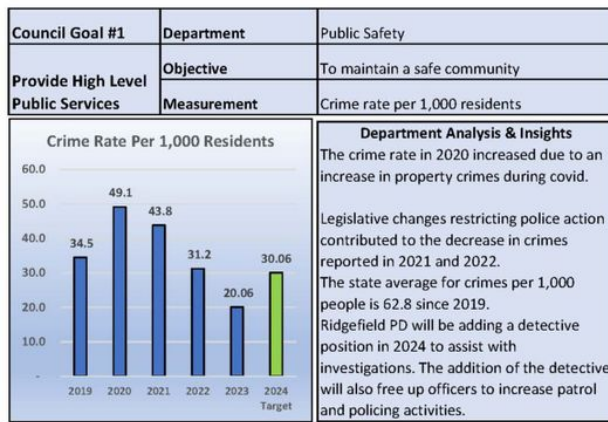 Council Goal #1
Department
Public Safety
Provide High Level
Public Services
Objective
To maintain a safe community
Measurement
Crime rate per 1,000 residents
Crime Rate Per 1,000 Residents
60.0
50.0
40.0
30.0
20.0
10.0
-
34.5
49.1
43.8
31.2
20.06
30.06
2019
2020
2021
2022
2023
2024
Target
Department Analysis & Insights
The crime rate in 2020 increased due to an
increase in property crimes during covid.
Legislative changes restricting police action
contributed to the decrease in crimes
reported in 2021 and 2022.
The state average for crimes per 1,000
people is 62.8 since 2019.
Ridgefield PD will be adding a detective
position in 2024 to assist with
investigations. The addition of the detective
will also free up officers to increase patrol
and policing activities.